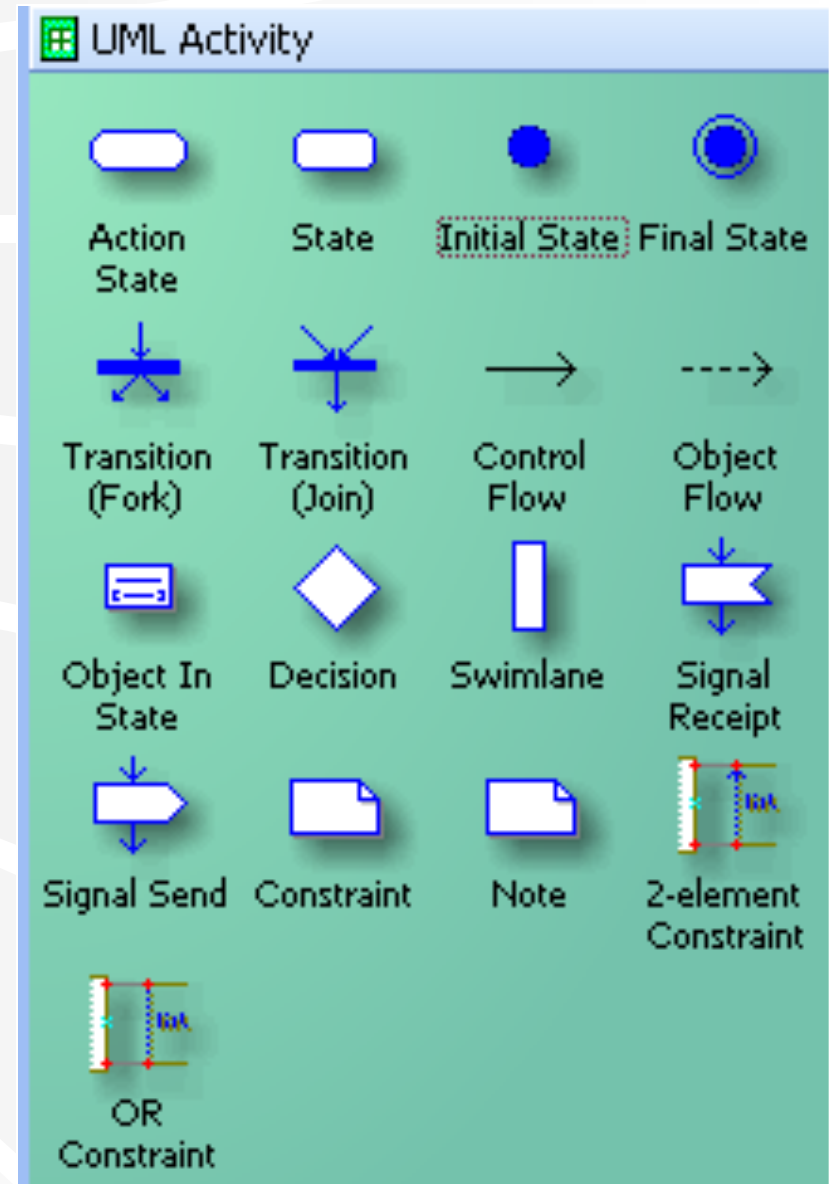 UML Activity
Action State
State
Initial State
Final State
Transition (Fork)
Transition (Join)
Control Flow
Object Flow
Object In State
Decision
Swimlane
Signal Receipt
Signal Send
Constraint
Note
2-element Constraint
OR Constraint